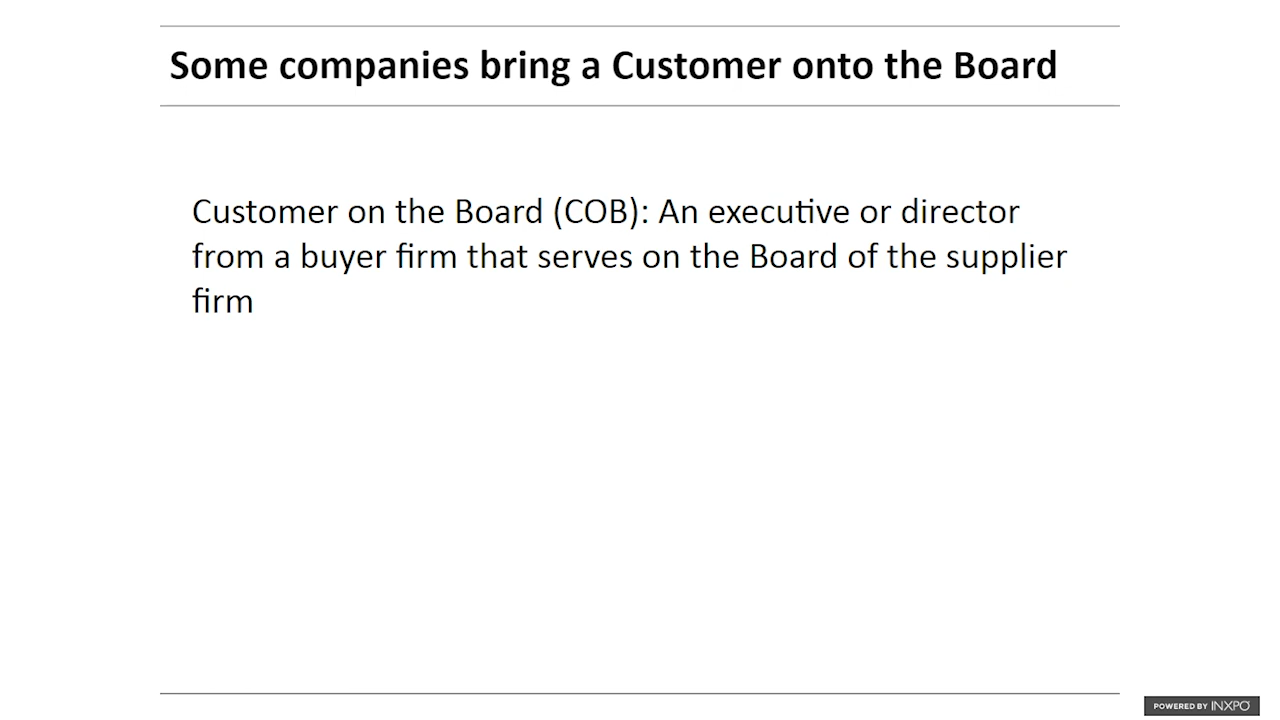 Some companies bring a Customer onto the Board
Customer on the Board (COB): An executive or director
from a buyer firm that serves on the Board of the supplier
firm
POWERED BY INXPO